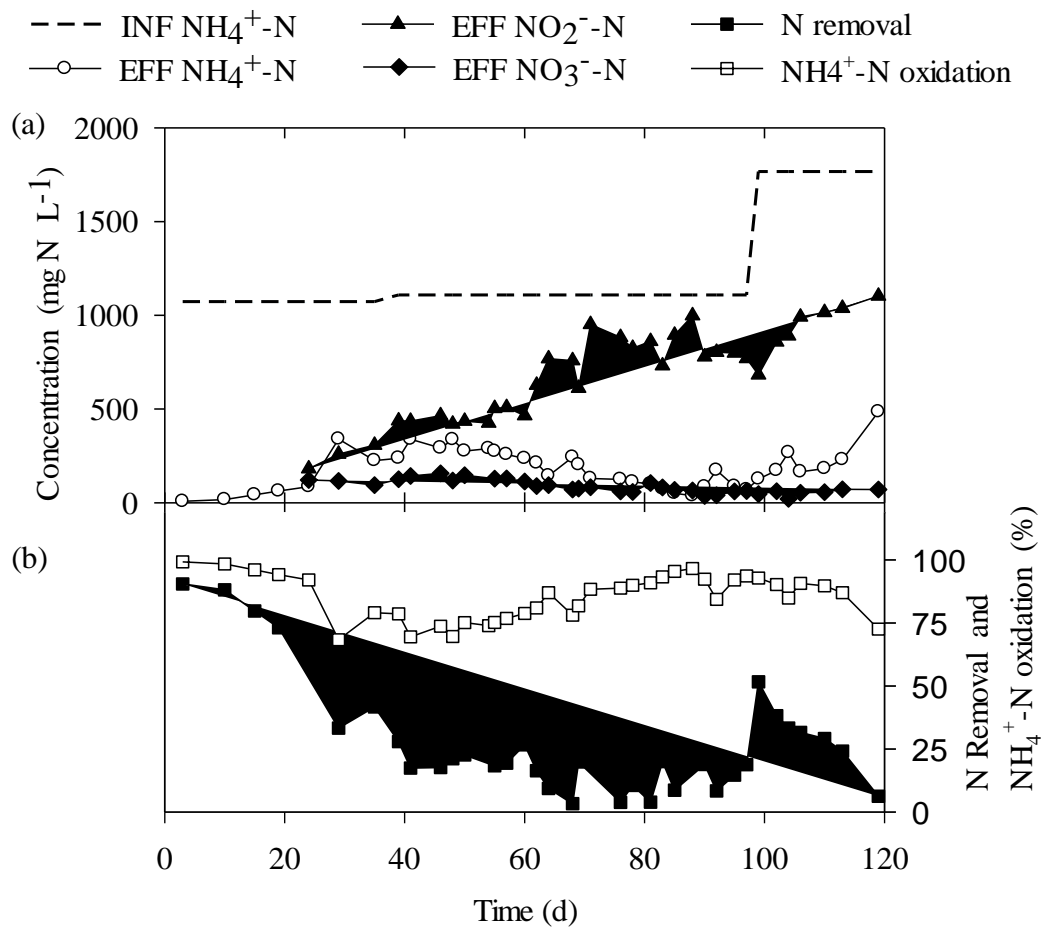 INF NH₄⁺-N EFF NO₂⁻-N N removal
EFF NH₄⁺-N EFF NO₃⁻-N NH4⁺-N oxidation
(a)
Concentration (mg N L⁻¹)
2000
1500
1000
500
0
(b)
100
75
50
25
0
N Removal and
NH₄⁺-N oxidation (%)
0 20 40 60 80 100 120
Time (d)